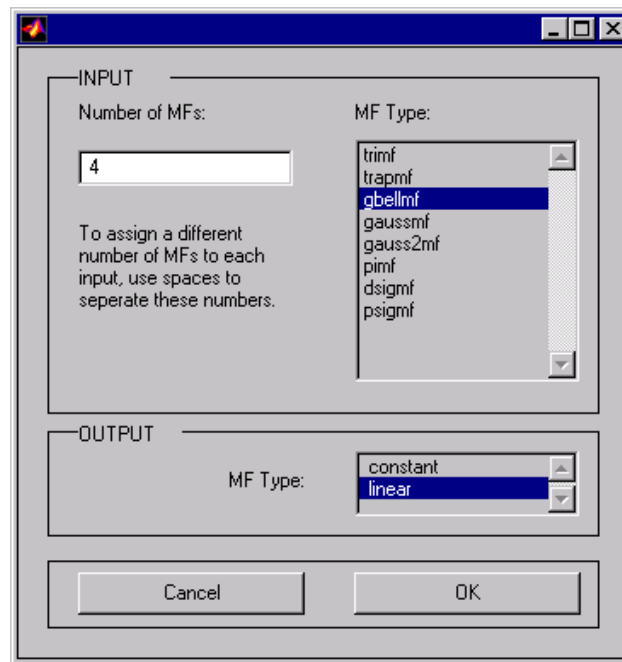 INPUT
Number of MFs:
4
To assign a different
number of MFs to each
input, use spaces to
seperate these numbers.
MF Type:
trimf
trapmf
gbellmf
gaussmf
gauss2mf
pimf
dsigmf
psigmf
OUTPUT
MF Type:
constant
linear
Cancel
OK